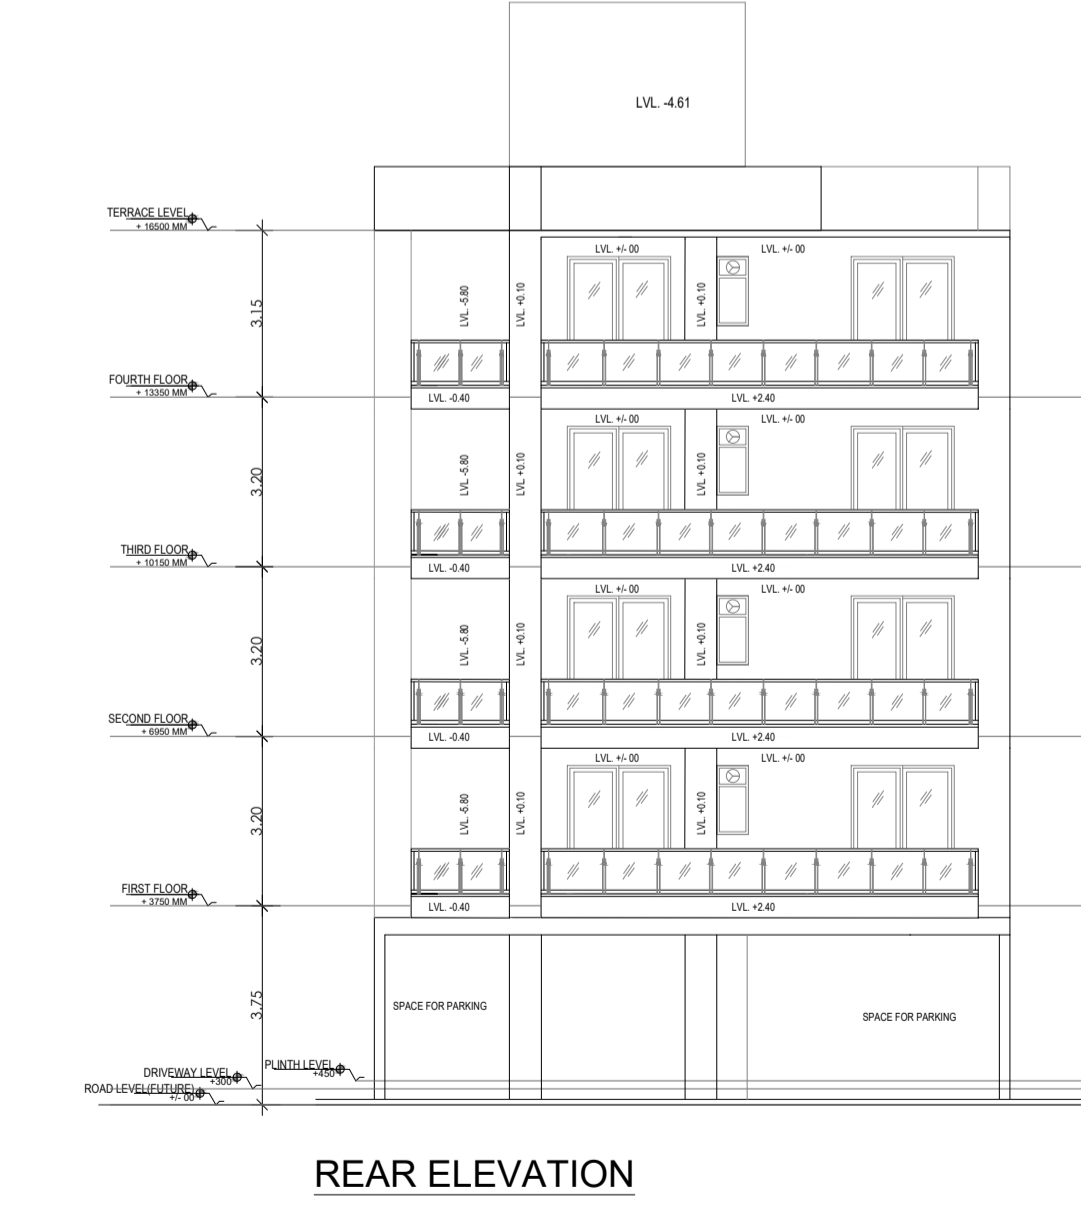 LVL. -4.61
TERRACE LEVEL
+ 16500 MM
LVL. +/- 00
LVL. +/- 00
3.15
LVL. -5.80
LVL. +0.10
LVL. +0.10
FOURTH FLOOR
+ 13350 MM
LVL. -0.40
LVL. +2.40
LVL. +/- 00
LVL. +/- 00
3.20
LVL. -5.80
LVL. +0.10
LVL. +0.10
THIRD FLOOR
+ 10150 MM
LVL. -0.40
LVL. +2.40
LVL. +/- 00
LVL. +/- 00
3.20
LVL. -5.80
LVL. +0.10
LVL. +0.10
SECOND FLOOR
+ 6950 MM
LVL. -0.40
LVL. +2.40
LVL. +/- 00
LVL. +/- 00
3.20
LVL. -5.80
LVL. +0.10
LVL. +0.10
FIRST FLOOR
+ 3750 MM
LVL. -0.40
LVL. +2.40
3.75
SPACE FOR PARKING
SPACE FOR PARKING
PLINTH LEVEL
+450
DRIVEWAY LEVEL
+300
ROAD LEVEL(FUTURE)
+/- 00
REAR ELEVATION